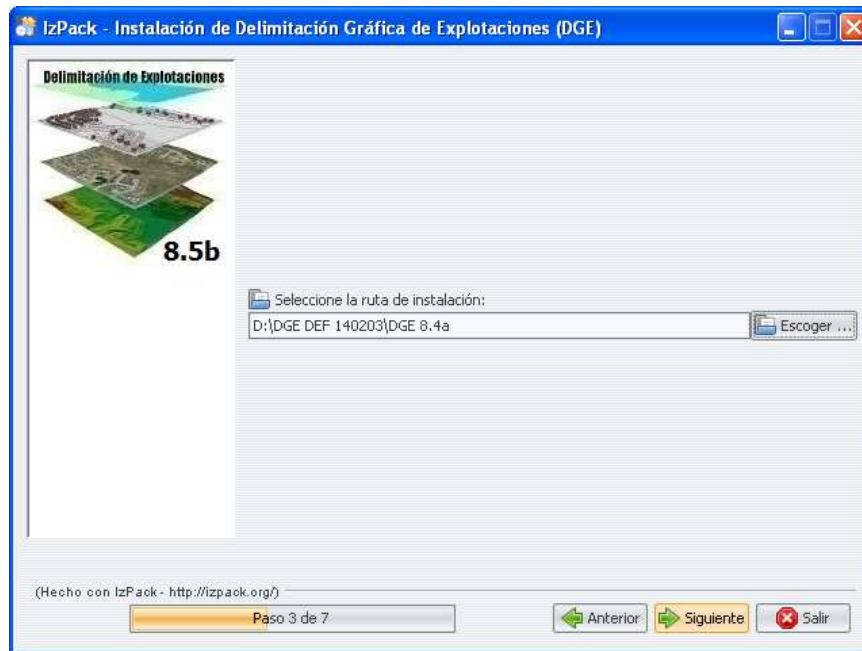 IzPack - Instalación de Delimitación Gráfica de Explotaciones (DGE)
Delimitación de Explotaciones
8.5b
Seleccione la ruta de instalación:
D:\DGE DEF 140203\DGE 8.4a
Escoger ...
(Hecho con IzPack - http://izpack.org/)
Paso 3 de 7
Anterior
Siguiente
Salir